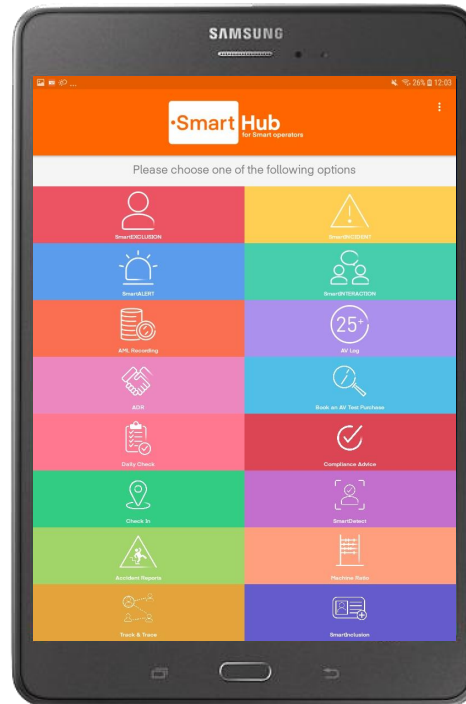 SAMSUNG
26% 12:03
·Smart Hub
for Smart operators
Please choose one of the following options
SmartEXCLUSION
SmartINCIDENT
SmartALERT
SmartINTERACTION
AML Recording
25+
AV Log
ADR
Book an AV Test Purchase
Daily Check
Compliance Advice
Check In
SmartDetect
Accident Reports
Machine Ratio
Track & Trace
SmartInclusion